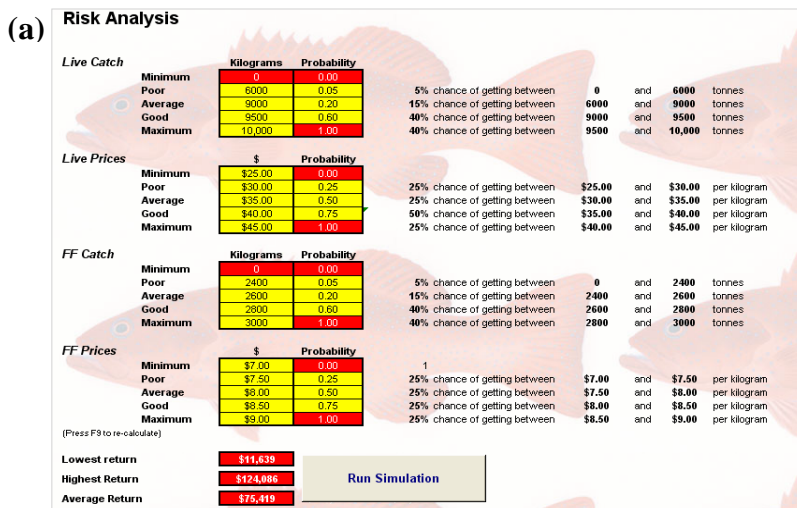 (a)
Risk Analysis
Live Catch Kilograms Probability
Minimum 0 0.00
Poor 6000 0.05 5% chance of getting between 0 and 6000 tonnes
Average 9000 0.20 15% chance of getting between 6000 and 9000 tonnes
Good 9500 0.60 40% chance of getting between 9000 and 9500 tonnes
Maximum 10,000 1.00 40% chance of getting between 9500 and 10,000 tonnes
Live Prices $ Probability
Minimum $25.00 0.00
Poor $30.00 0.25 25% chance of getting between $25.00 and $30.00 per kilogram
Average $35.00 0.50 25% chance of getting between $30.00 and $35.00 per kilogram
Good $40.00 0.75 50% chance of getting between $35.00 and $40.00 per kilogram
Maximum $45.00 1.00 25% chance of getting between $40.00 and $45.00 per kilogram
FF Catch Kilograms Probability
Minimum 0 0.00
Poor 2400 0.05 5% chance of getting between 0 and 2400 tonnes
Average 2600 0.20 15% chance of getting between 2400 and 2600 tonnes
Good 2800 0.60 40% chance of getting between 2600 and 2800 tonnes
Maximum 3000 1.00 40% chance of getting between 2800 and 3000 tonnes
FF Prices $ Probability
Minimum $7.00 0.00 1
Poor $7.50 0.25 25% chance of getting between $7.00 and $7.50 per kilogram
Average $8.00 0.50 25% chance of getting between $7.50 and $8.00 per kilogram
Good $8.50 0.75 25% chance of getting between $8.00 and $8.50 per kilogram
Maximum $9.00 1.00 25% chance of getting between $8.50 and $9.00 per kilogram
(Press F9 to re-calculate)
Lowest return $11,639
Highest Return $124,086
Run Simulation
Average Return $75,419